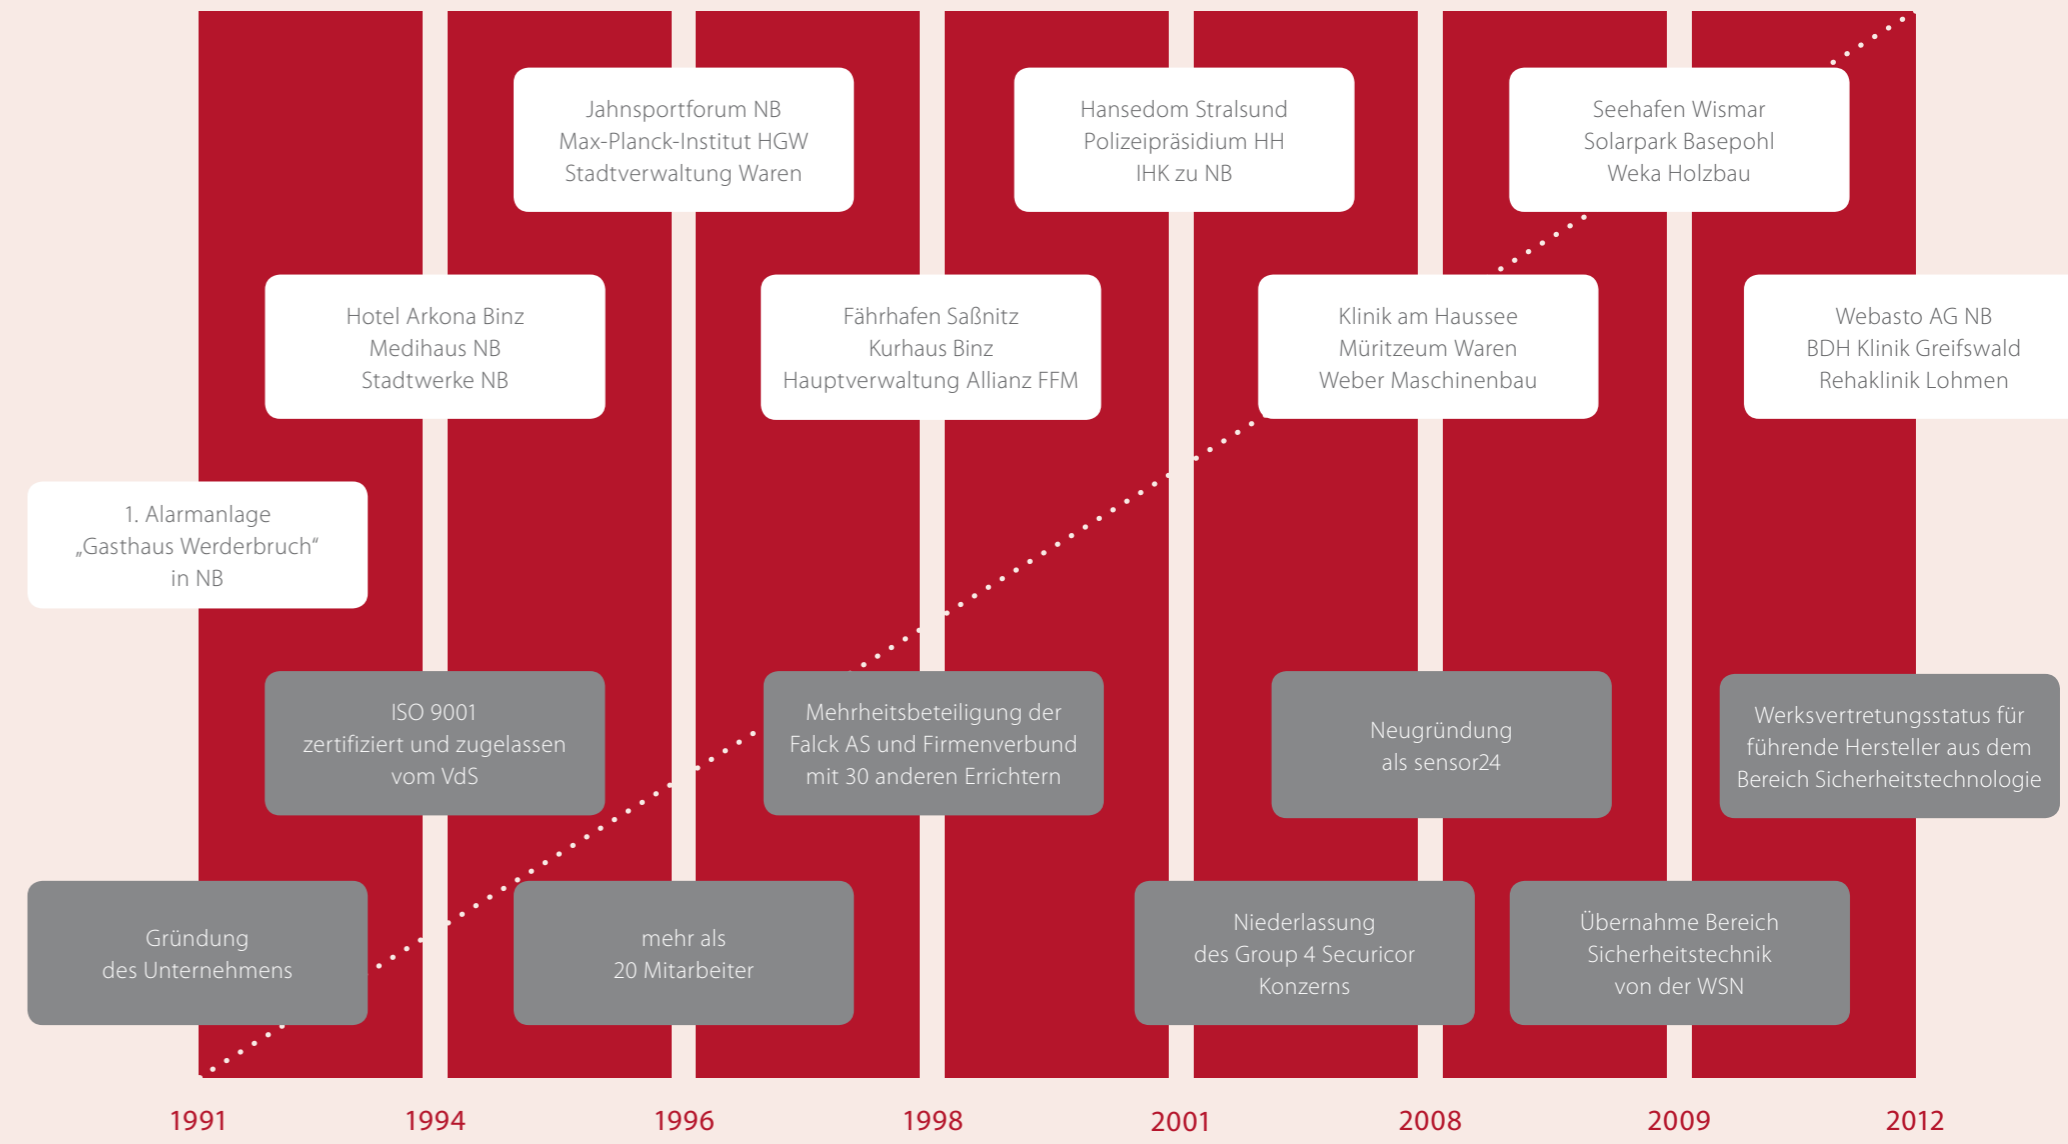 Jahnsportforum NB
Max-Planck-Institut HGW
Stadtverwaltung Waren
Hansedom Stralsund
Polizeipräsidium HH
IHK zu NB
Seehafen Wismar
Solarpark Basepohl
Weka Holzbau
Hotel Arkona Binz
Medihaus NB
Stadtwerke NB
Fährhafen Saßnitz
Kurhaus Binz
Hauptverwaltung Allianz FFM
Klinik am Haussee
Müritzeum Waren
Weber Maschinenbau
Webasto AG NB
BDH Klinik Greifswald
Rehaklinik Lohmen
1. Alarmanlage
„Gasthaus Werderbruch“
in NB
ISO 9001
zertifiziert und zugelassen
vom VdS
Mehrheitsbeteiligung der
Falck AS und Firmenverbund
mit 30 anderen Errichtern
Neugründung
als sensor24
Werksvertretungsstatus für
führende Hersteller aus dem
Bereich Sicherheitstechnologie
Gründung
des Unternehmens
mehr als
20 Mitarbeiter
Niederlassung
des Group 4 Securicor
Konzerns
Übernahme Bereich
Sicherheitstechnik
von der WSN
1991 1994 1996 1998 2001 2008 2009 2012